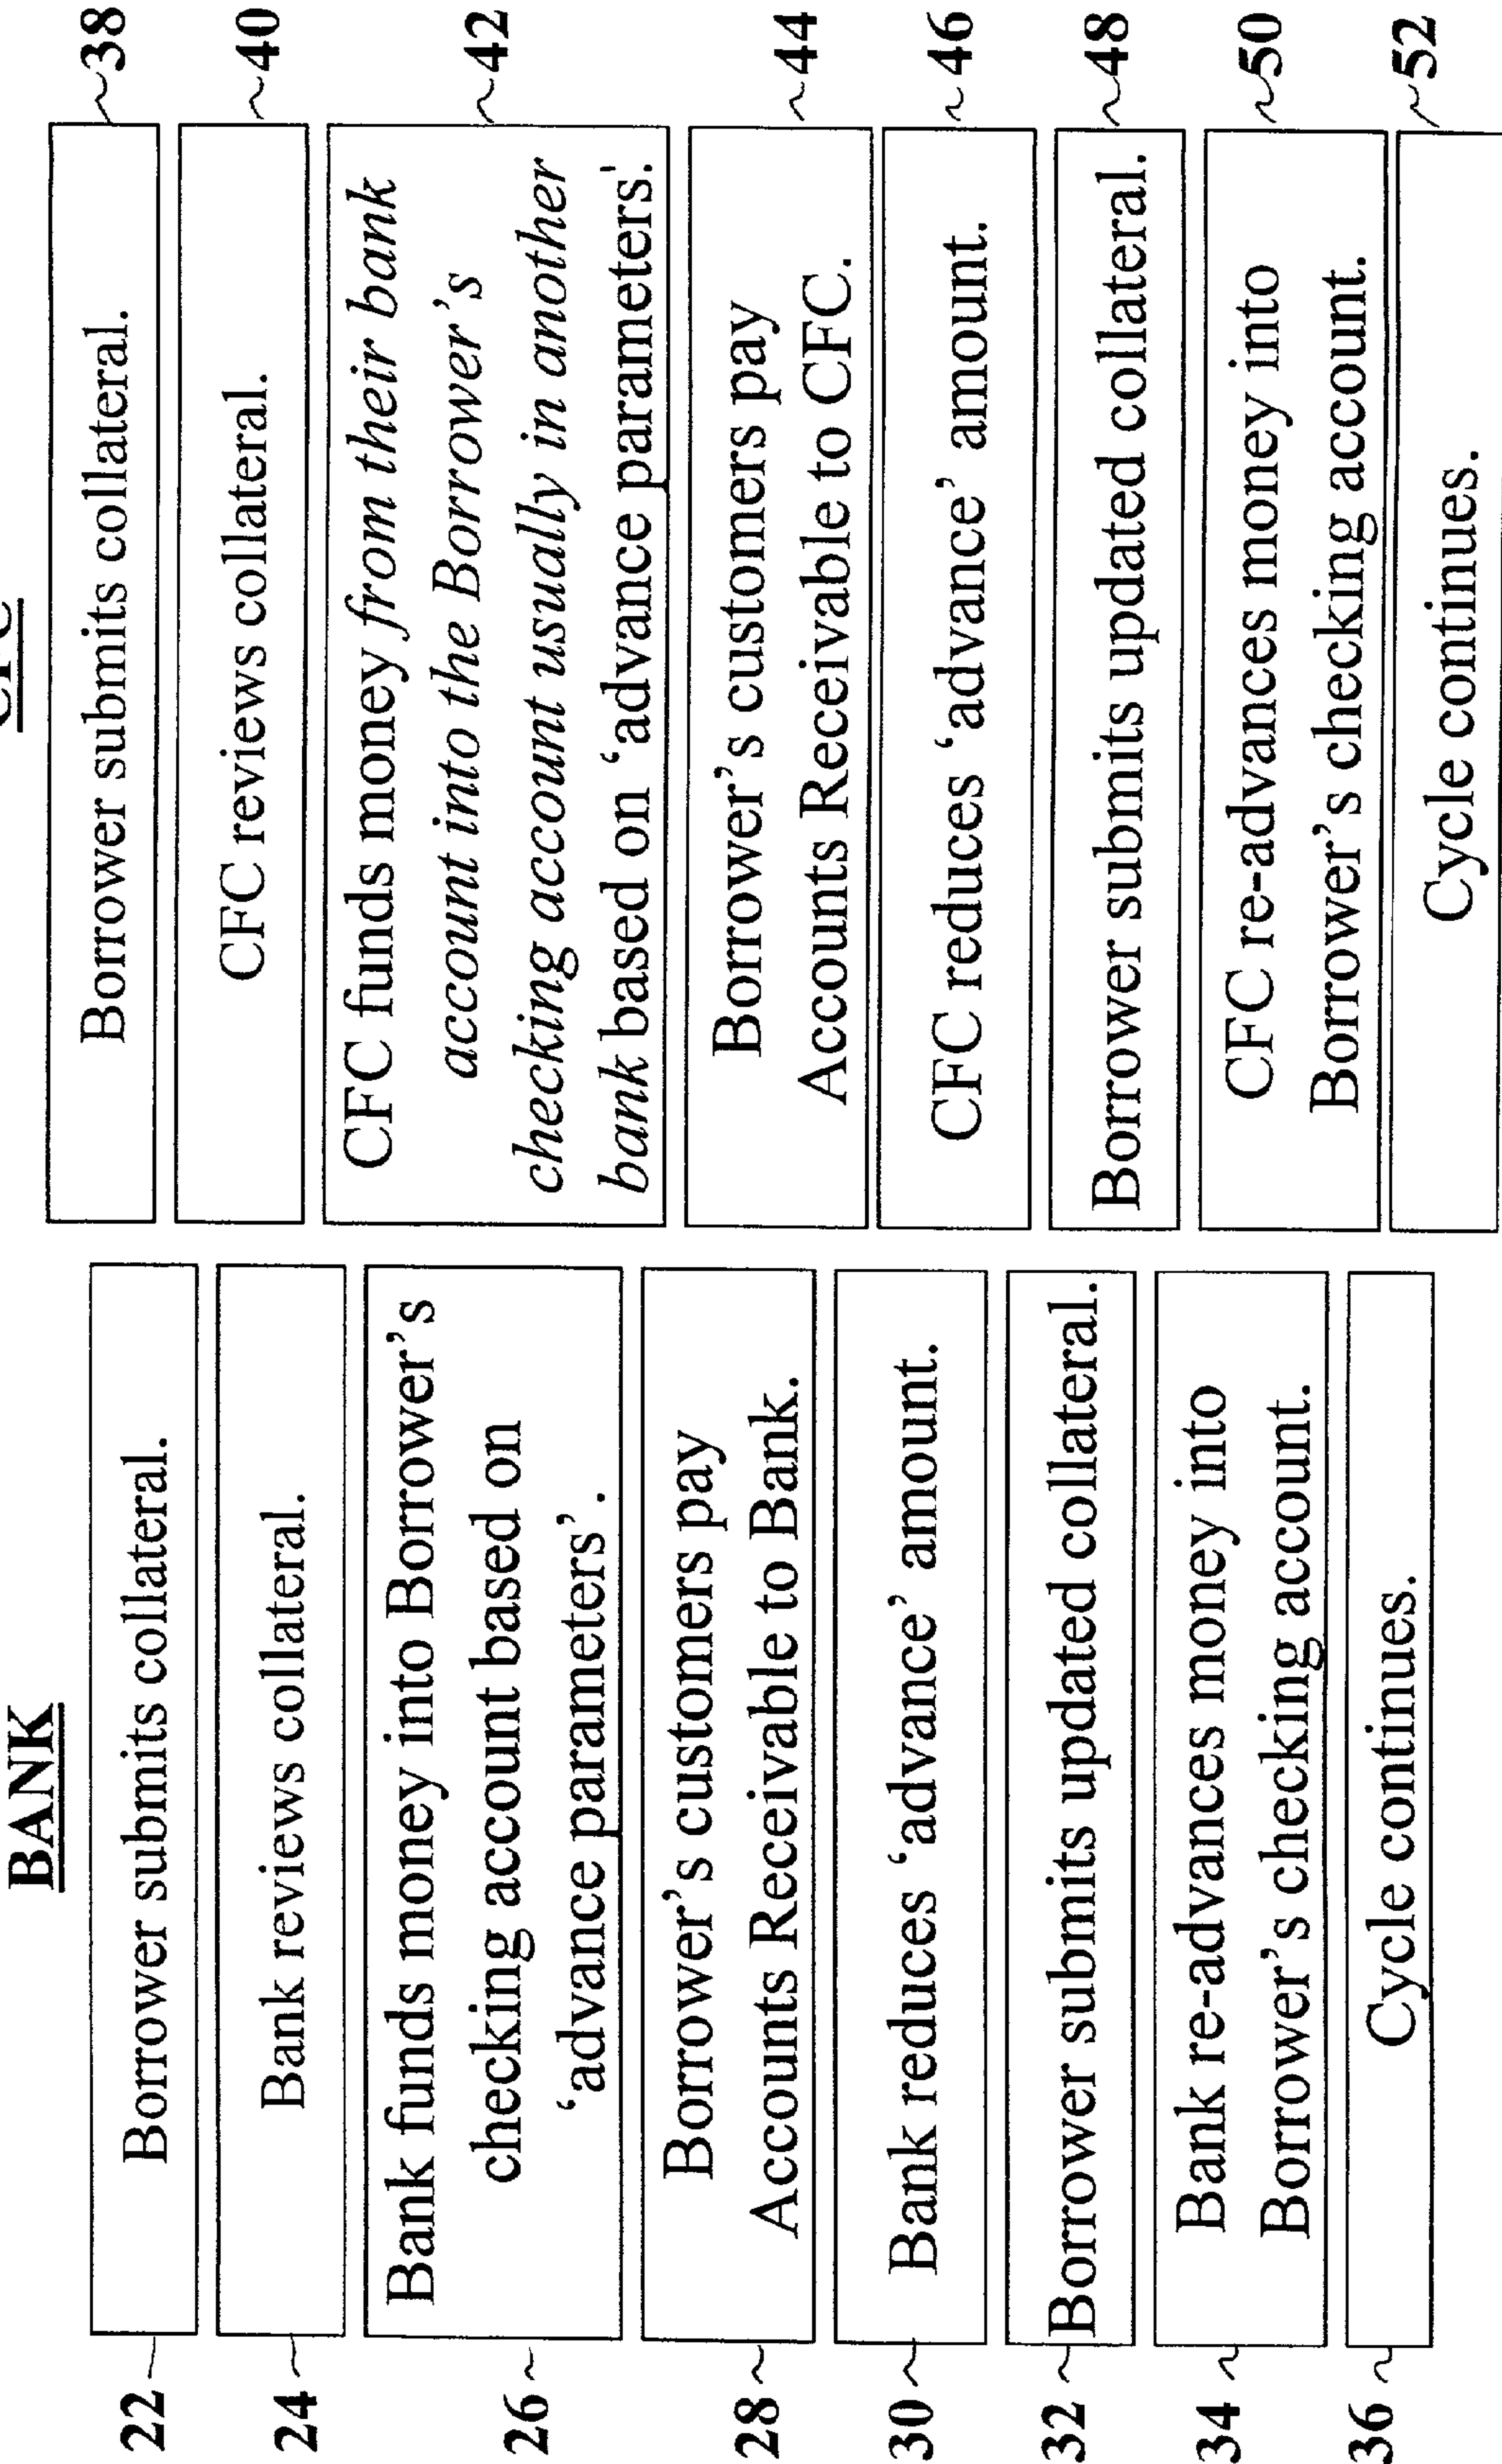 BANK
22
Borrower submits collateral.
24
Bank reviews collateral.
26
Bank funds money into Borrower's
checking account based on
'advance parameters'.
28
Borrower's customers pay
Accounts Receivable to Bank.
30
Bank reduces 'advance' amount.
32
Borrower submits updated collateral.
34
Bank re-advances money into
Borrower's checking account.
36
Cycle continues.
CFC
Borrower submits collateral.
38
CFC reviews collateral.
40
CFC funds money from their bank
account into the Borrower's
checking account usually in another
bank based on 'advance parameters'.
42
Borrower's customers pay
Accounts Receivable to CFC.
44
CFC reduces 'advance' amount.
46
Borrower submits updated collateral.
48
CFC re-advances money into
Borrower's checking account.
50
Cycle continues.
52